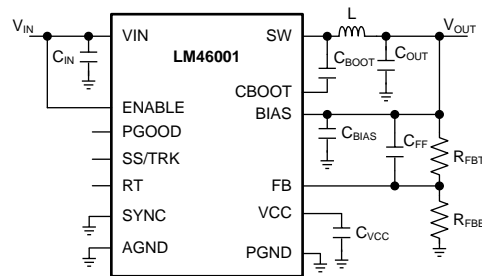 VIN
VIN
SW
L
VOUT
CIN
LM46001
CBOOT
COUT
CBOOT
ENABLE
BIAS
PGOOD
CBIAS
CFF
RFBT
SS/TRK
RT
FB
SYNC
VCC
RFBB
CVCC
AGND
PGND